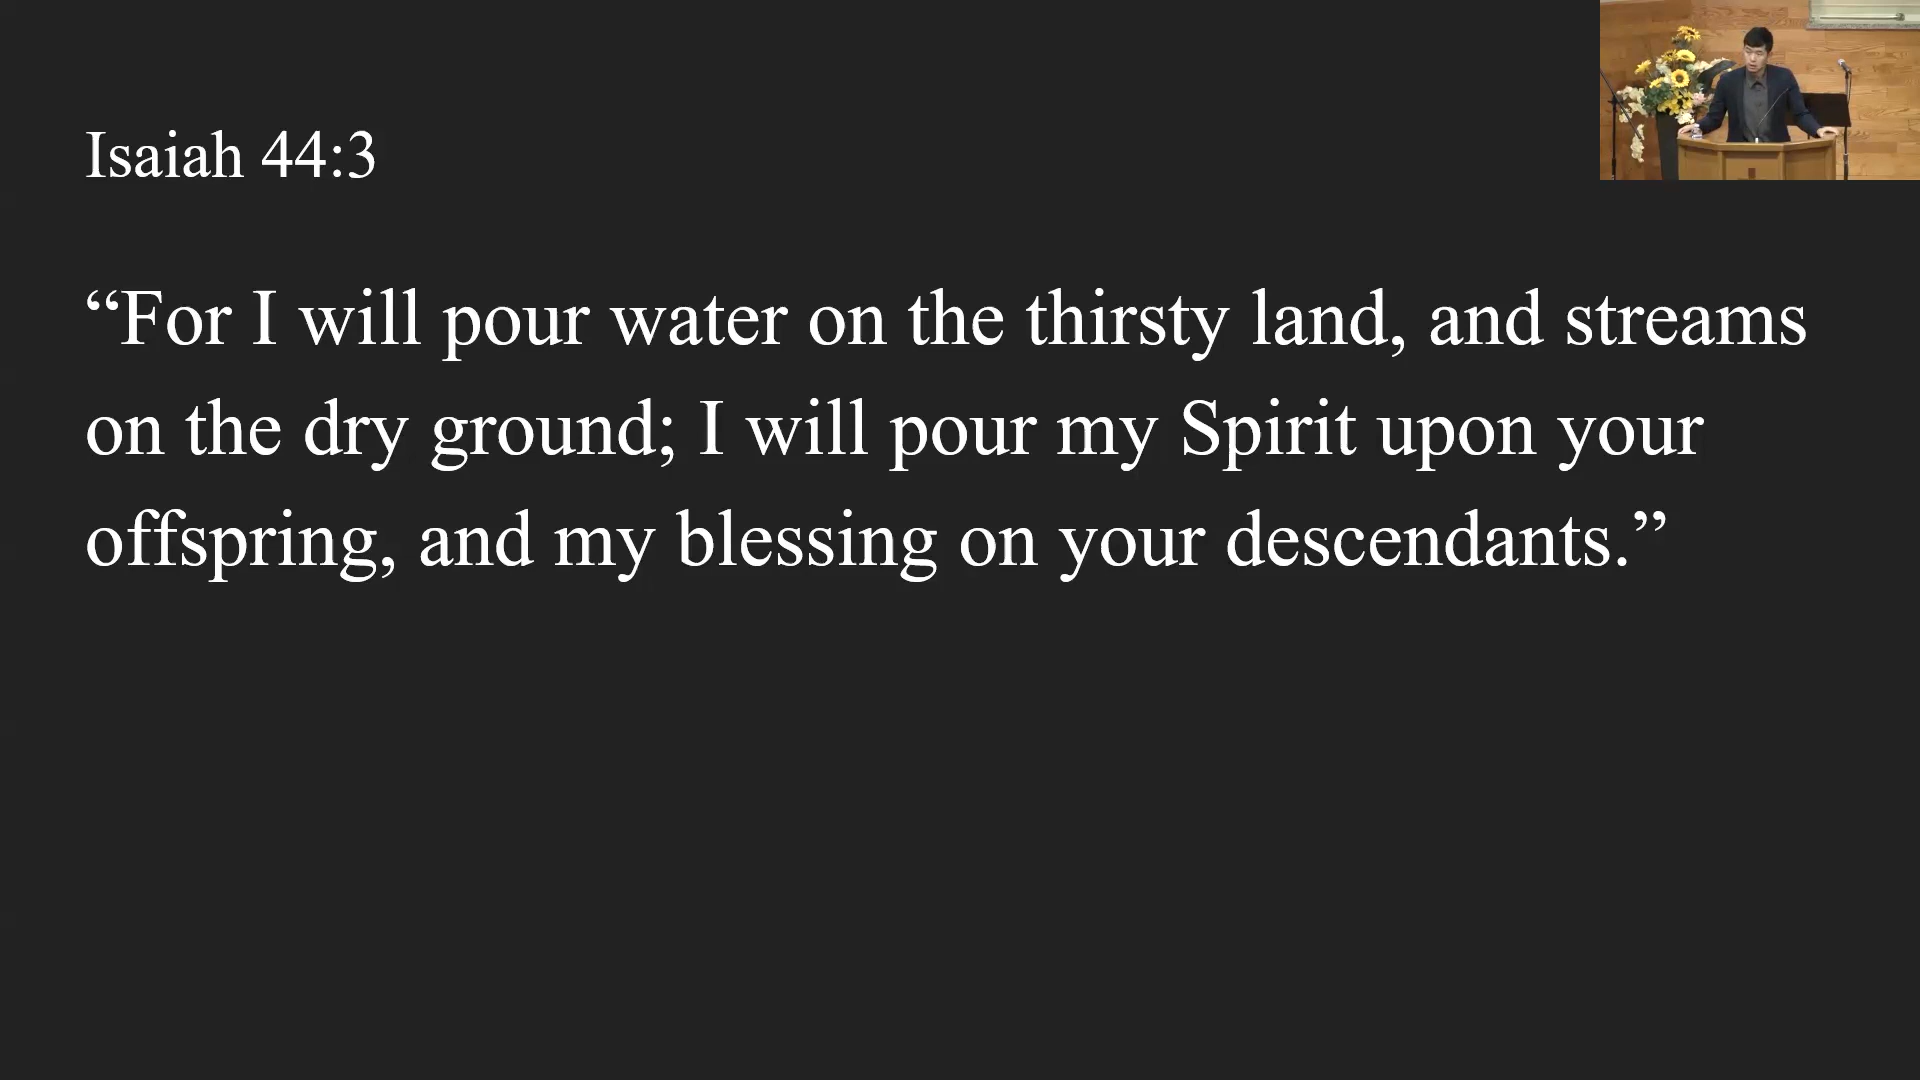 Isaiah 44:3
“For I will pour water on the thirsty land, and streams
on the dry ground; I will pour my Spirit upon your
offspring, and my blessing on your descendants.”